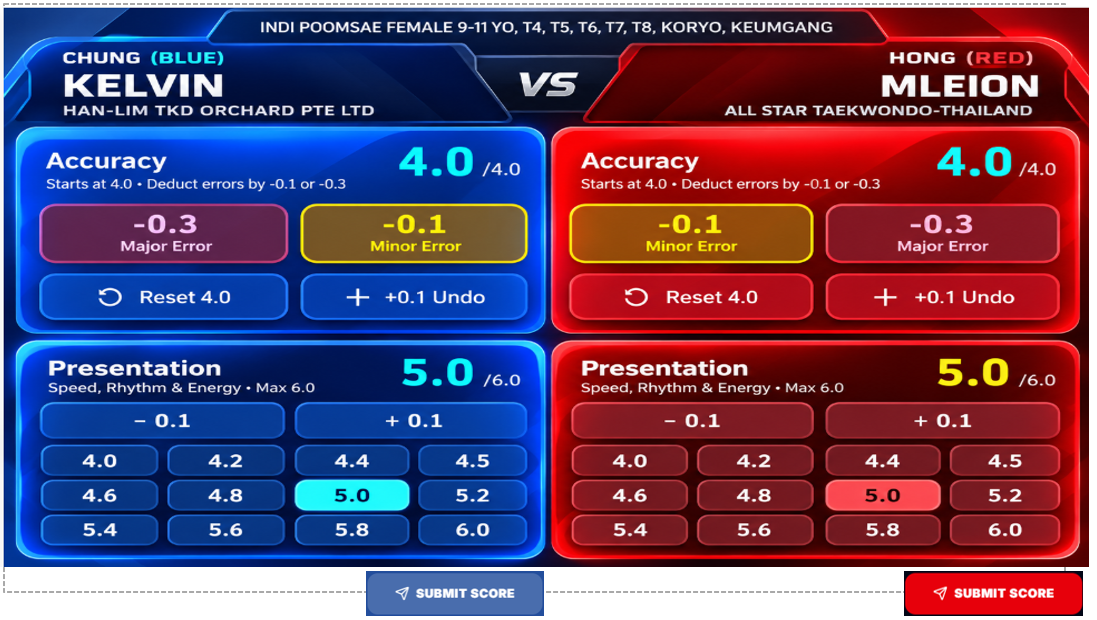 INDI POOMSAE FEMALE 9-11 YO, T4, T5, T6, T7, T8, KORYO, KEUMGANG
CHUNG (BLUE)
KELVIN
HAN-LIM TKD ORCHARD PTE LTD
VS
HONG (RED)
MLEION
ALL STAR TAEKWONDO-THAILAND
Accuracy
4.0 /4.0
Starts at 4.0 • Deduct errors by -0.1 or -0.3
-0.3
Major Error
-0.1
Minor Error
Reset 4.0
+0.1 Undo
Accuracy
4.0 /4.0
Starts at 4.0 • Deduct errors by -0.1 or -0.3
-0.1
Minor Error
-0.3
Major Error
Reset 4.0
+0.1 Undo
Presentation
5.0 /6.0
Speed, Rhythm & Energy • Max 6.0
− 0.1
+ 0.1
4.0 4.2 4.4 4.5
4.6 4.8 5.0 5.2
5.4 5.6 5.8 6.0
SUBMIT SCORE
Presentation
5.0 /6.0
Speed, Rhythm & Energy • Max 6.0
− 0.1
+ 0.1
4.0 4.2 4.4 4.5
4.6 4.8 5.0 5.2
5.4 5.6 5.8 6.0
SUBMIT SCORE